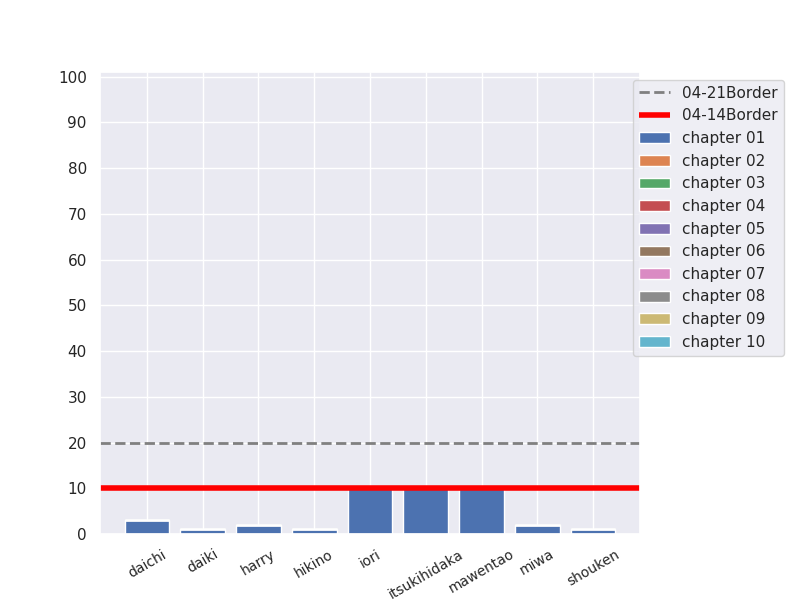 100
90
80
70
60
50
40
30
20
10
0
daichi
daiki
harry
hikino
iori
itsukihidaka
mawentao
miwa
shouken
04-21Border
04-14Border
chapter 01
chapter 02
chapter 03
chapter 04
chapter 05
chapter 06
chapter 07
chapter 08
chapter 09
chapter 10